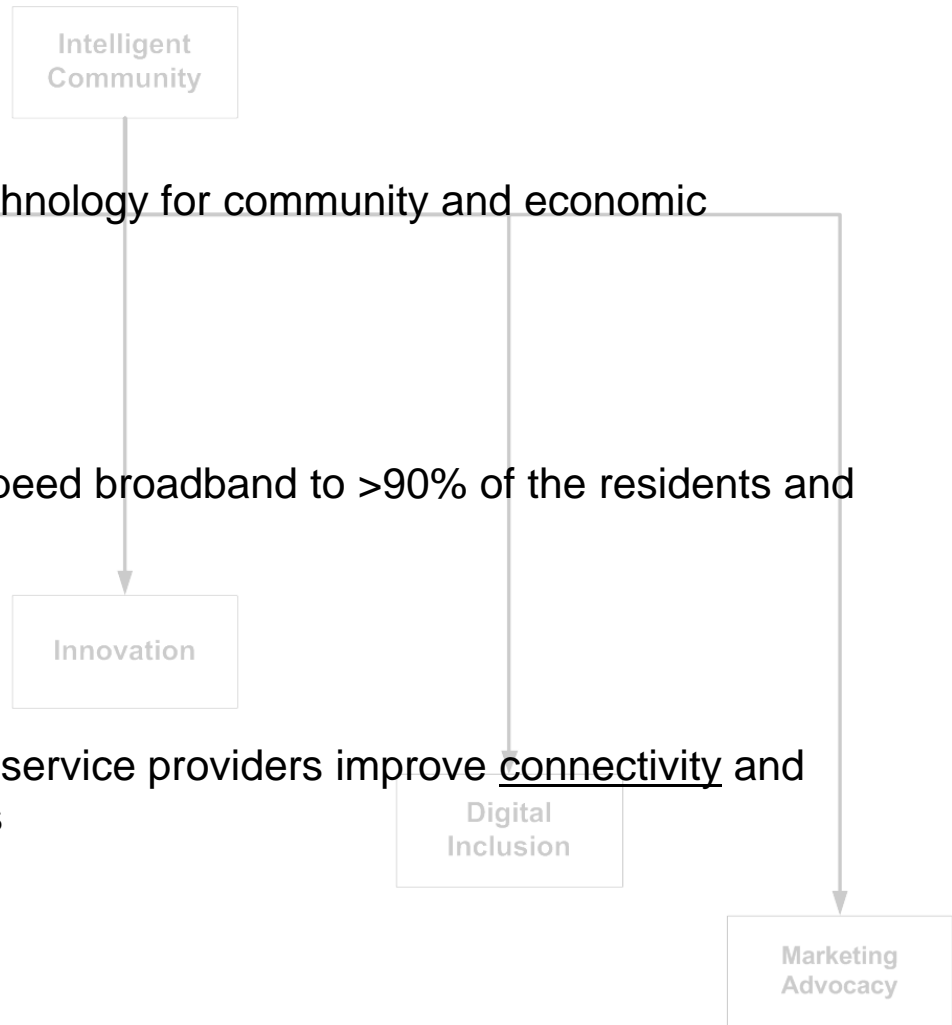 Intelligent
Community
hnology for community and economic
peed broadband to >90% of the residents and
Innovation
service providers improve connectivity and
s
Digital
Inclusion
Marketing
Advocacy